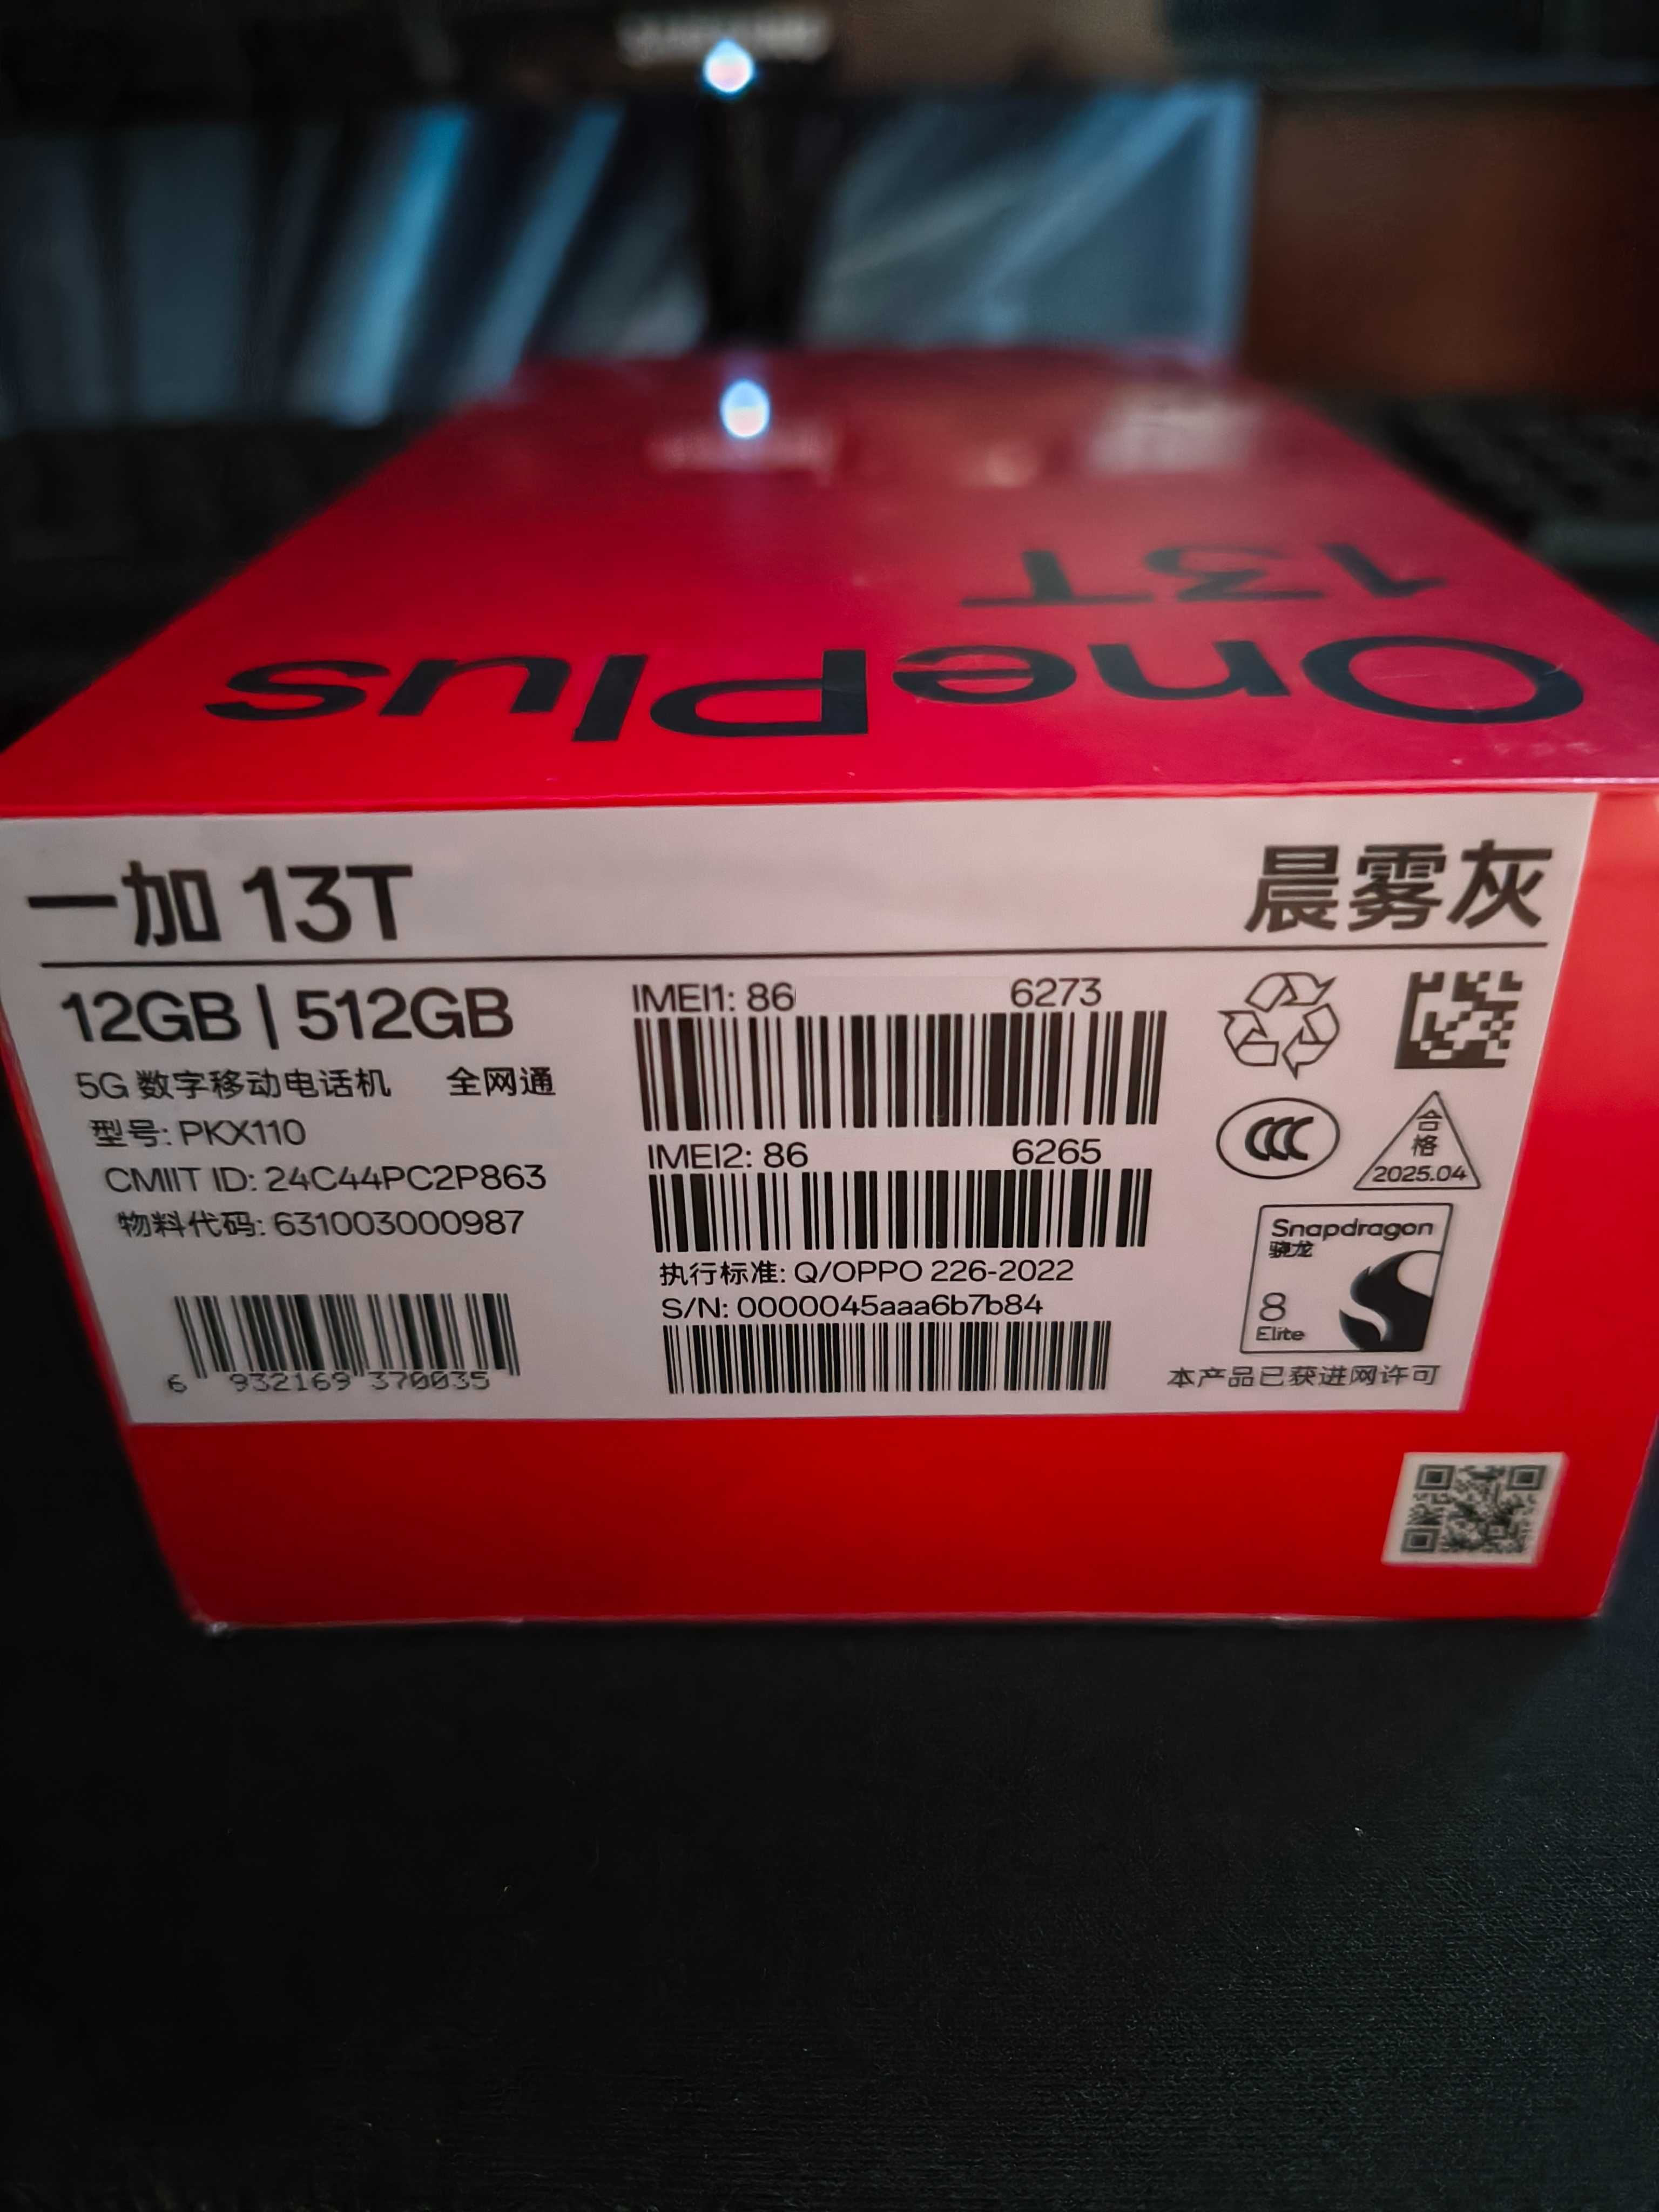 OnePlus
13T
一加 13T
晨雾灰
12GB | 512GB
5G 数字移动电话机 全网通
型号: PKX110
CMIIT ID: 24C44PC2P863
物料代码: 631003000987
6 932169 370035
IMEI1: 86 6273
IMEI2: 86 6265
执行标准: Q/OPPO 226-2022
S/N: 0000045aaa6b7b84
CCC
合
格
2025.04
Snapdragon
骁龙
8
Elite
本产品已获进网许可